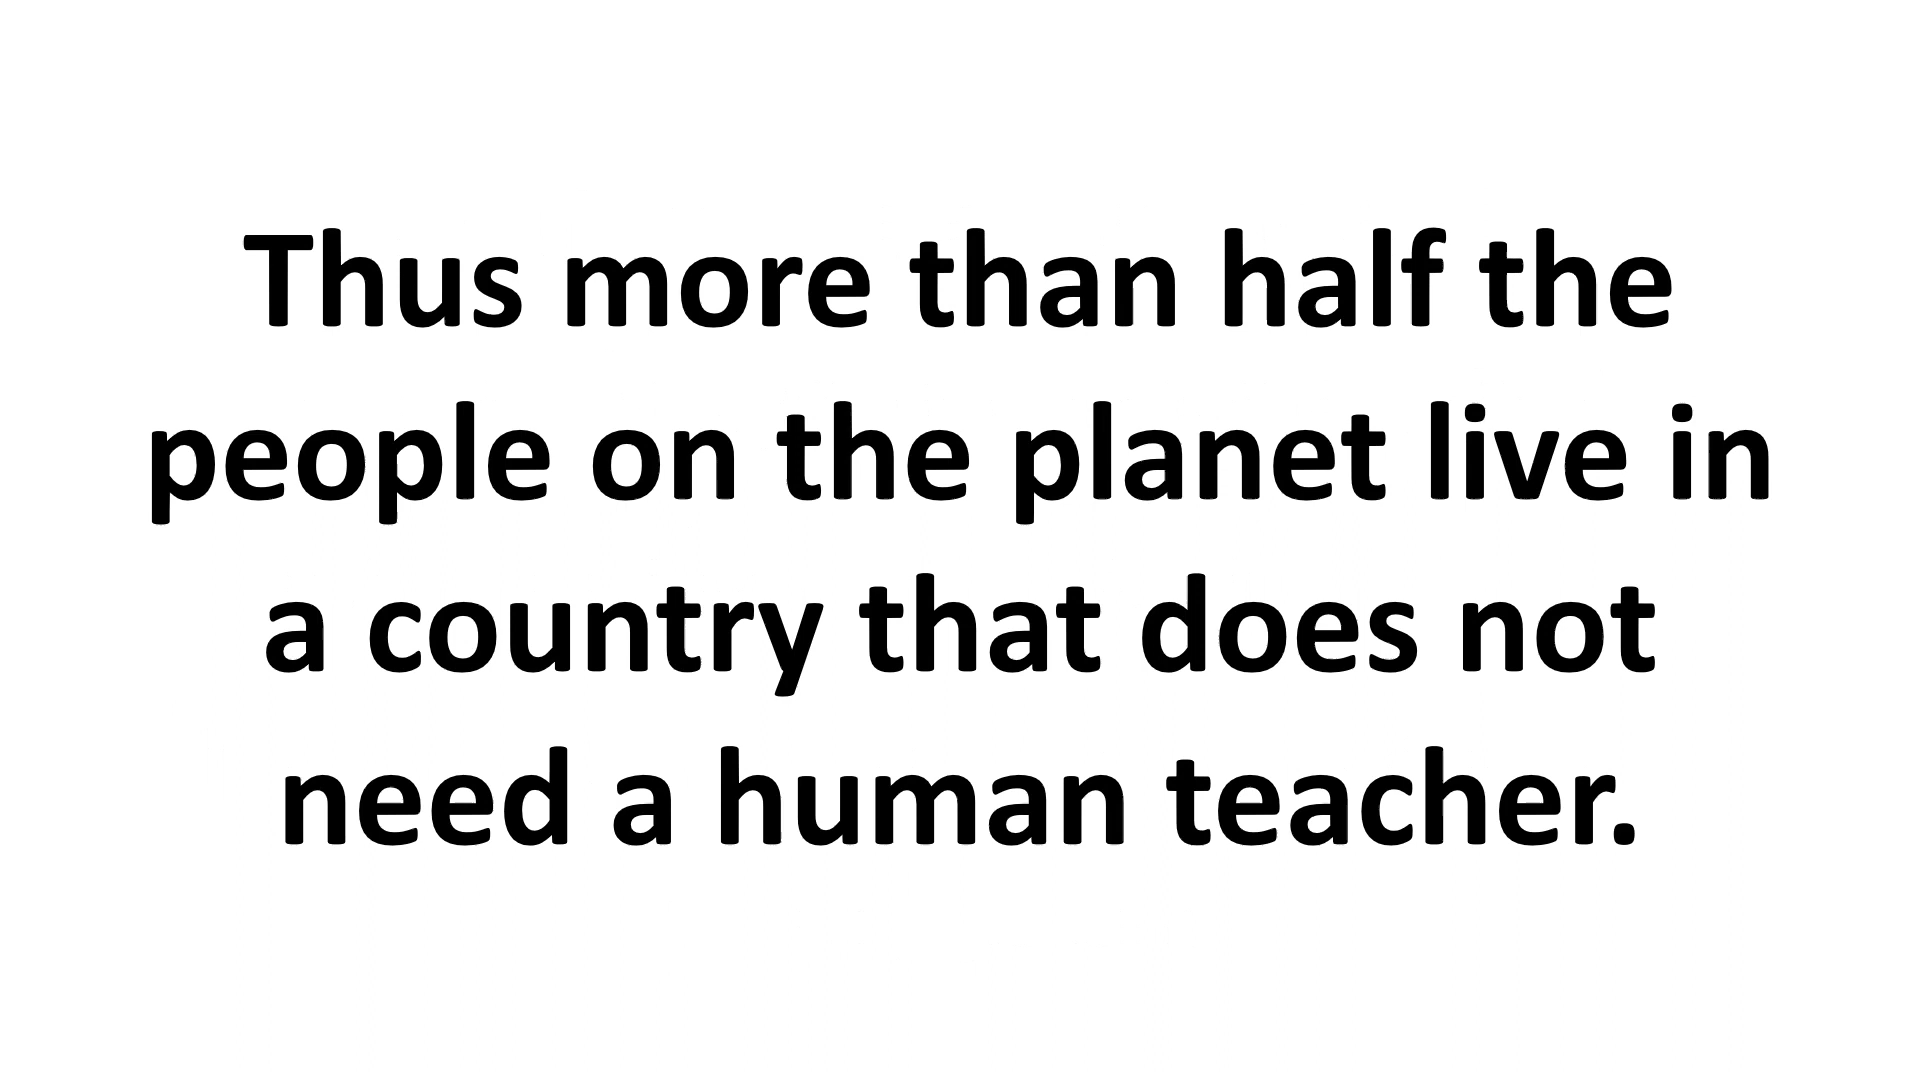 Thus more than half the
people on the planet live in
a country that does not
need a human teacher.